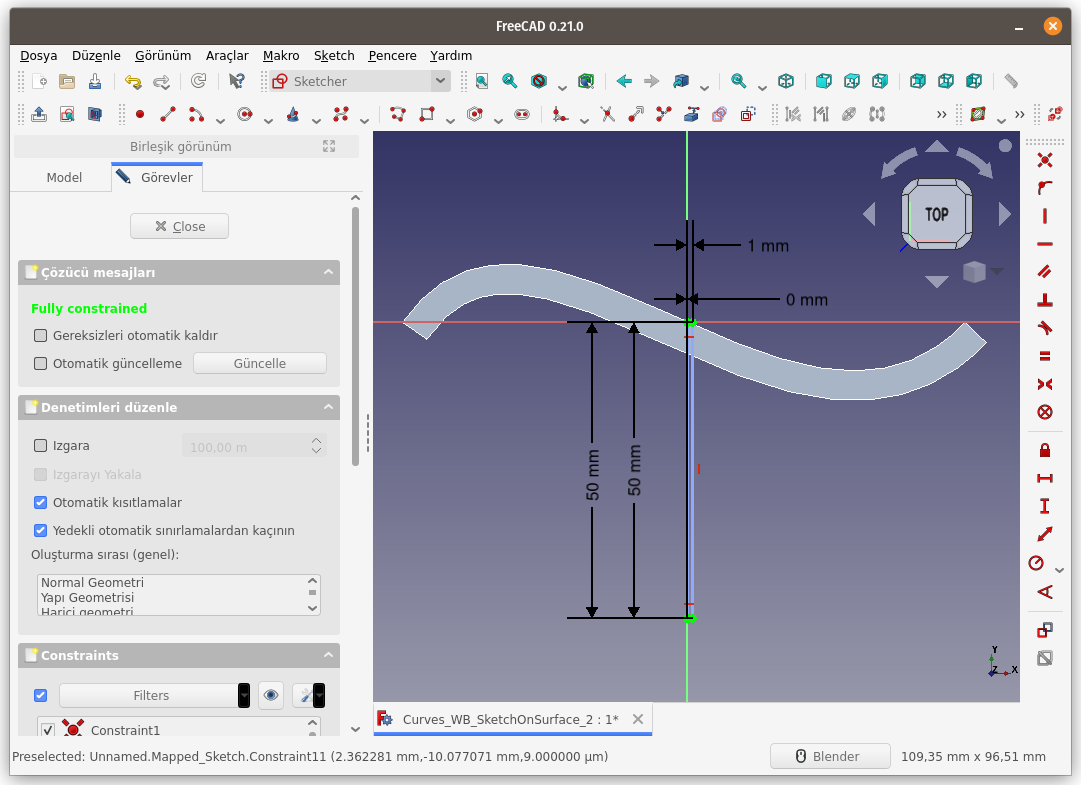 FreeCAD 0.21.0
Dosya Düzenle Görünüm Araçlar Makro Sketch Pencere Yardım
Sketcher
Birleşik görünüm
Model Görevler
Close
Çözücü mesajları
Fully constrained
Gereksizleri otomatik kaldır
Otomatik güncelleme Güncelle
Denetimleri düzenle
Izgara 100.00 m
Izgarayı Yakala
Otomatik kısıtlamalar
Yedekli otomatik sınırlamalardan kaçının
Oluşturma sırası (genel):
Normal Geometri
Yapı Geometrisi
Harici geometri
Constraints
Filters
Constraint1
TOP
1 mm
0 mm
50 mm
50 mm
Y
Z
X
Curves_WB_SketchOnSurface_2 : 1*
Preselected: Unnamed.Mapped_Sketch.Constraint11 (2.362281 mm,-10.077071 mm,9.000000 µm)
Blender
109,35 mm x 96,51 mm